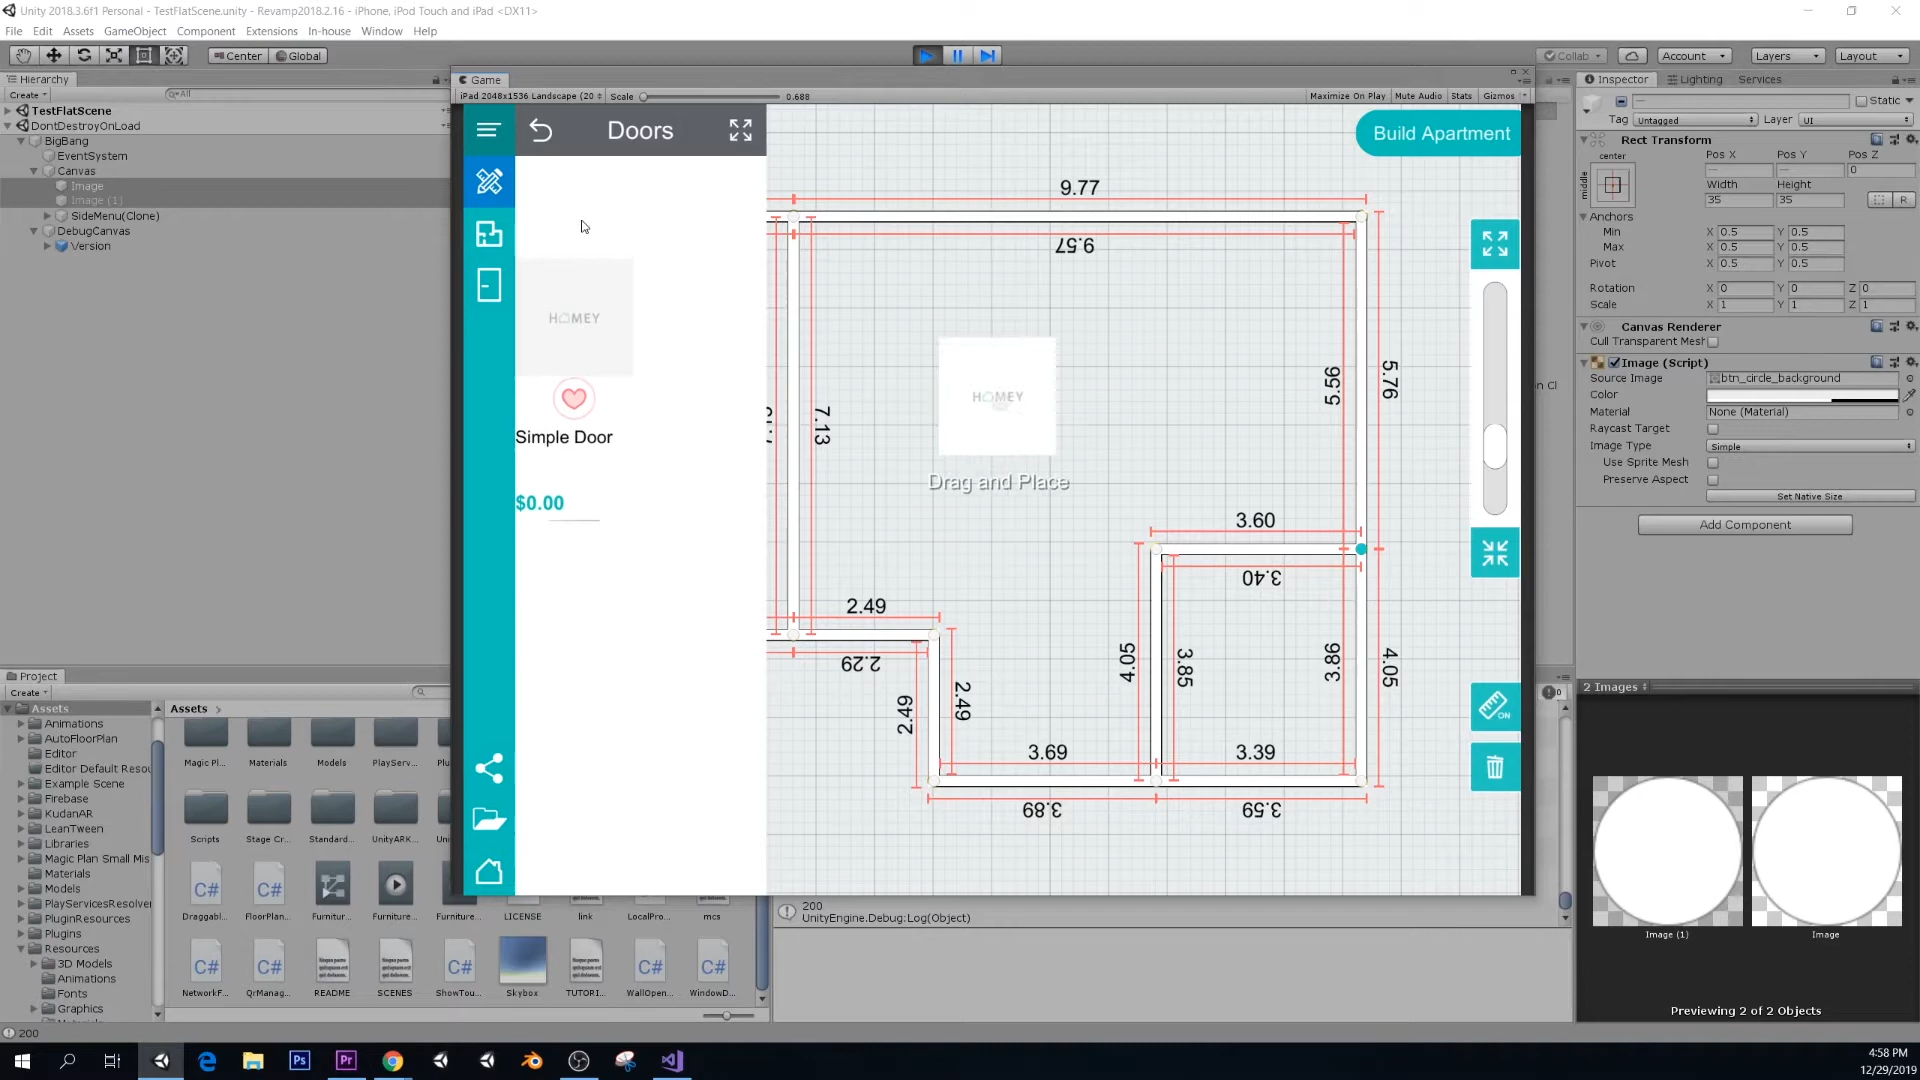 Unity 2018.3.6f1 Personal - TestFlatScene.unity - Revamp2018.2.16 - iPhone, iPod Touch and iPad <DX11>
File Edit Assets GameObject Component Extensions In-house Window Help
Center Global
Collab Account Layers Layout
Hierarchy
Create All
TestFlatScene
DontDestroyOnLoad
BigBang
EventSystem
Canvas
Image
Image (1)
SideMenu(Clone)
DebugCanvas
Version
Game
iPad 2048x1536 Landscape (20 Scale 0.688 Maximize On Play Mute Audio Stats Gizmos
Doors
Build Apartment
HOMEY
Simple Door
$0.00
HOMEY
Drag and Place
9.77
9.57
7.13
5.56
5.76
3.60
3.40
2.49
2.29
2.49
2.49
4.05
3.85
3.86
4.05
3.69
3.39
3.89
3.59
ON
Inspector Lighting Services
Static
Tag Untagged Layer UI
Rect Transform
center Pos X Pos Y Pos Z
— — 0
middle Width Height
35 35 R
Anchors
Min X 0.5 Y 0.5
Max X 0.5 Y 0.5
Pivot X 0.5 Y 0.5
Rotation X 0 Y 0 Z 0
Scale X 1 Y 1 Z 1
Canvas Renderer
Cull Transparent Mesh
Image (Script)
Source Image btn_circle_background
Color
Material None (Material)
Raycast Target
Image Type Simple
Use Sprite Mesh
Preserve Aspect
Set Native Size
Add Component
2 Images
Image (1) Image
Previewing 2 of 2 Objects
Project
Create
Assets
Animations
AutoFloorPlan
Editor
Editor Default Resou
Example Scene
Firebase
KudanAR
LeanTween
Libraries
Magic Plan Small Mis
Materials
Models
PlayServicesResolver
PluginResources
Plugins
Resources
3D Models
Animations
Fonts
Graphics
Assets
Magic Pl... Materials Models PlayServ...
Scripts Stage Cr... Standard... UnityARK...
Draggabl... FloorPlan... Furnitur... Furniture... Furniture... LICENSE link LocalPro... mcs
NetworkF... QrManag... README SCENES ShowTou... Skybox TUTORI... WallOpen... WindowD...
200
UnityEngine.Debug:Log(Object)
200
Ps Pr
4:58 PM
12/29/2019